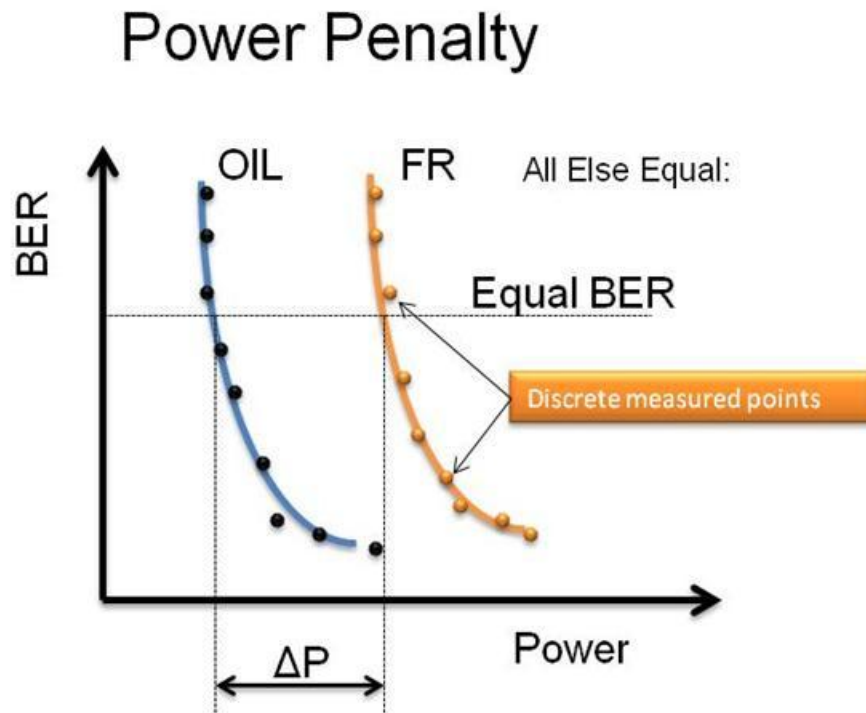 Power Penalty
OIL
FR
All Else Equal:
BER
Equal BER
Discrete measured points
Power
ΔP